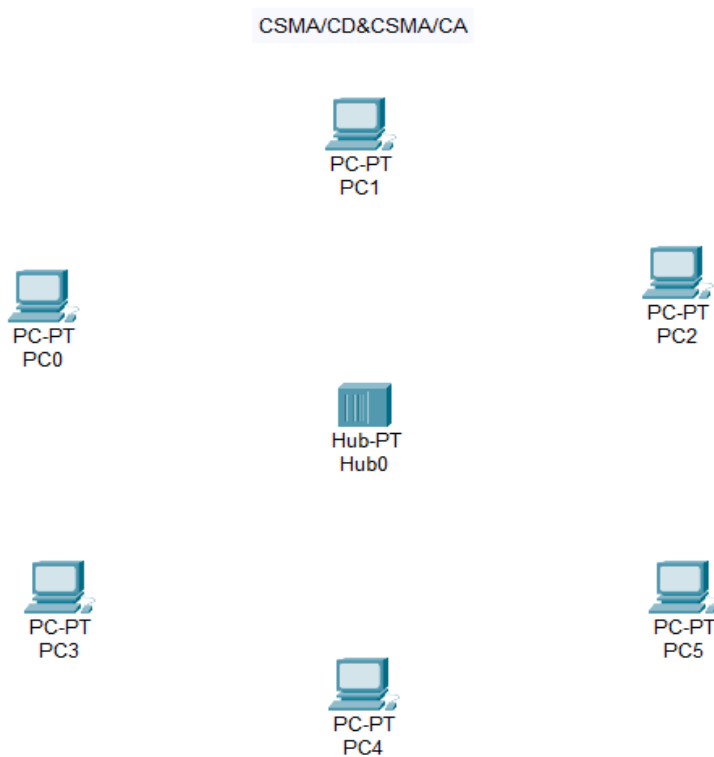 CSMA/CD&CSMA/CA
PC-PT
PC1
PC-PT
PC0
PC-PT
PC2
Hub-PT
Hub0
PC-PT
PC3
PC-PT
PC5
PC-PT
PC4